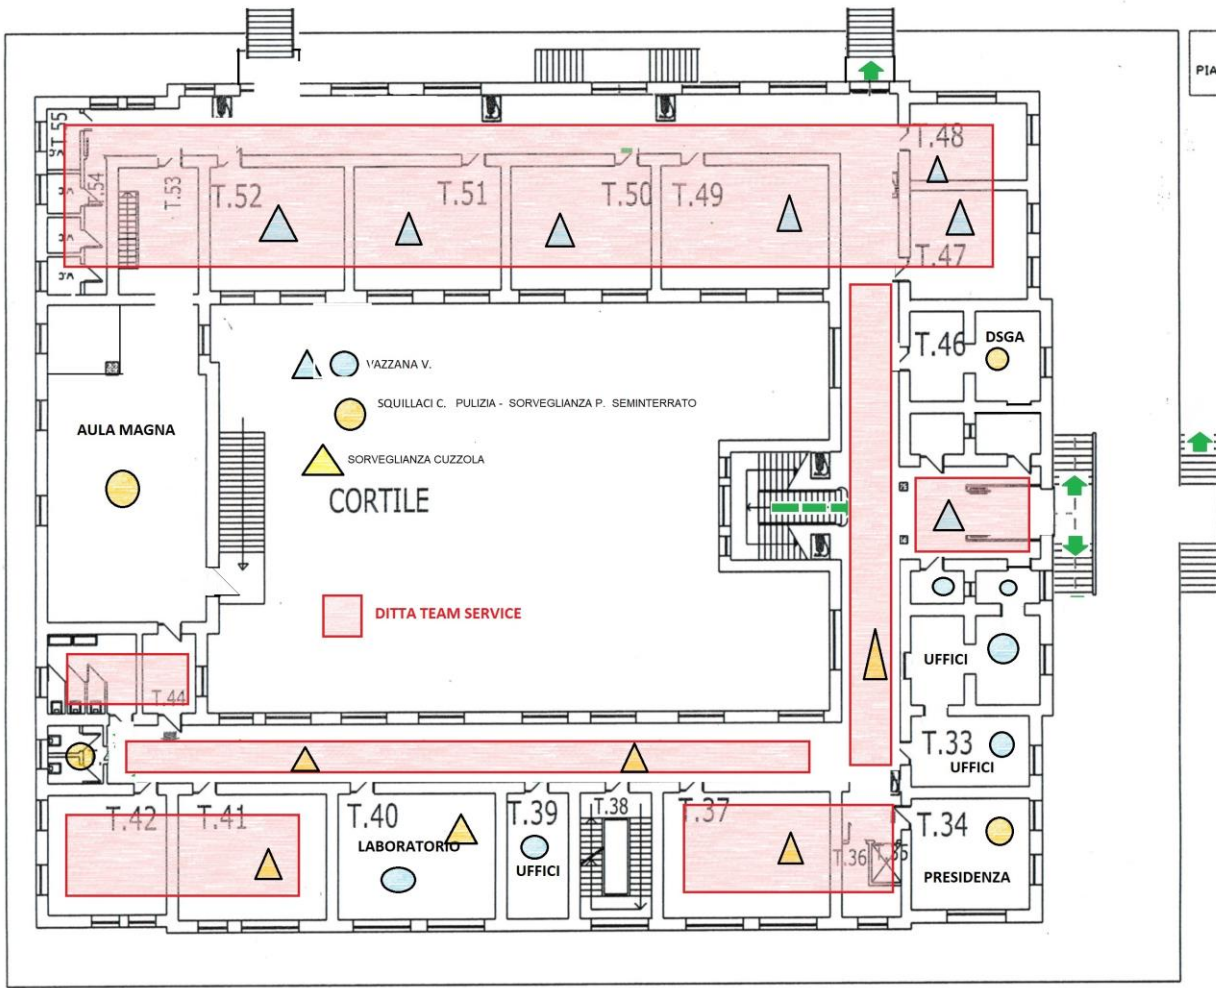 PIA
T.55
T.54
T.53
T.52
T.51
T.50
T.49
T.48
T.47
T.46
DSGA
VAZZANA V.
SQUILLACI C. PULIZIA - SORVEGLIANZA P. SEMINTERRATO
SORVEGLIANZA CUZZOLA
CORTILE
AULA MAGNA
DITTA TEAM SERVICE
UFFICI
T.44
T.33
UFFICI
T.42
T.41
T.40
LABORATORIO
T.39
UFFICI
T.38
T.37
T.36
T.34
PRESIDENZA